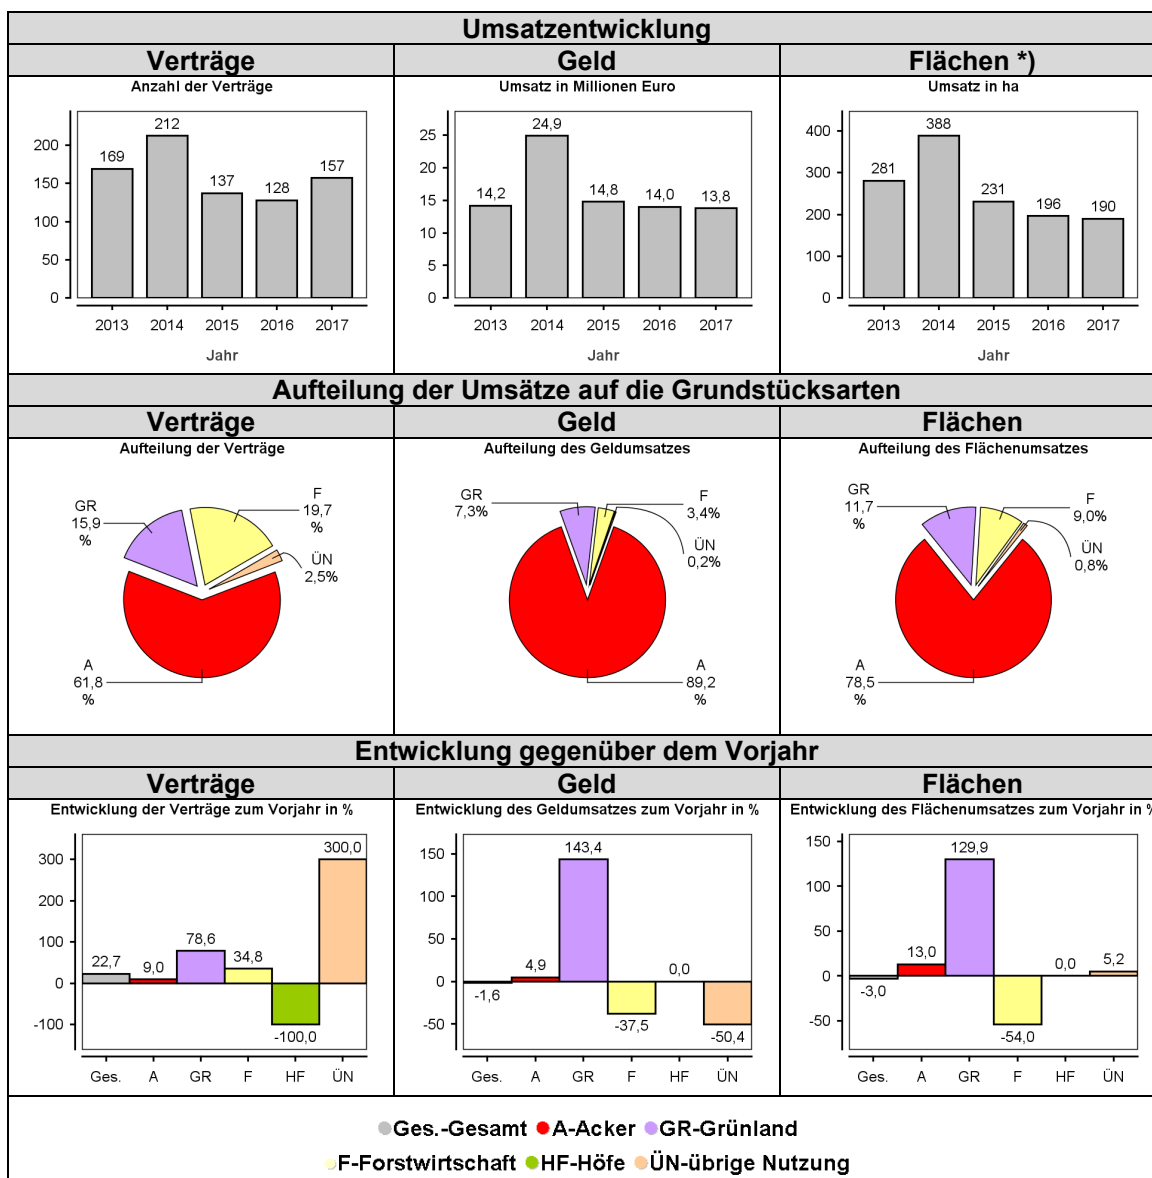 Umsatzentwicklung
Verträge Geld Flächen *)
Anzahl der Verträge
200
150
100
50
0
169
212
137
128
157
2013 2014 2015 2016 2017
Jahr
Umsatz in Millionen Euro
25
20
15
10
5
0
14,2
24,9
14,8
14,0
13,8
2013 2014 2015 2016 2017
Umsatz in ha
400
300
200
100
0
281
388
231
196
190
2013 2014 2015 2016 2017
Jahr
Aufteilung der Umsätze auf die Grundstücksarten
Verträge Geld Flächen
Aufteilung der Verträge
GR
15,9
%
F
19,7
%
ÜN
2,5%
A
61,8
%
Aufteilung des Geldumsatzes
GR
7,3%
F
3,4%
ÜN
0,2%
A
89,2
%
Aufteilung des Flächenumsatzes
GR
11,7
%
F
9,0%
ÜN
0,8%
A
78,5
%
Entwicklung gegenüber dem Vorjahr
Verträge Geld Flächen
Entwicklung der Verträge zum Vorjahr in %
300
200
100
0
-100
22,7
9,0
78,6
34,8
-100,0
300,0
Ges. A GR F HF ÜN
Entwicklung des Geldumsatzes zum Vorjahr in %
150
100
50
0
-50
-1,6
4,9
143,4
-37,5
0,0
-50,4
Ges. A GR F HF ÜN
Entwicklung des Flächenumsatzes zum Vorjahr in %
150
100
50
0
-50
-3,0
13,0
129,9
-54,0
0,0
5,2
Ges. A GR F HF ÜN
Ges.-Gesamt A-Acker GR-Grünland
F-Forstwirtschaft HF-Höfe ÜN-übrige Nutzung